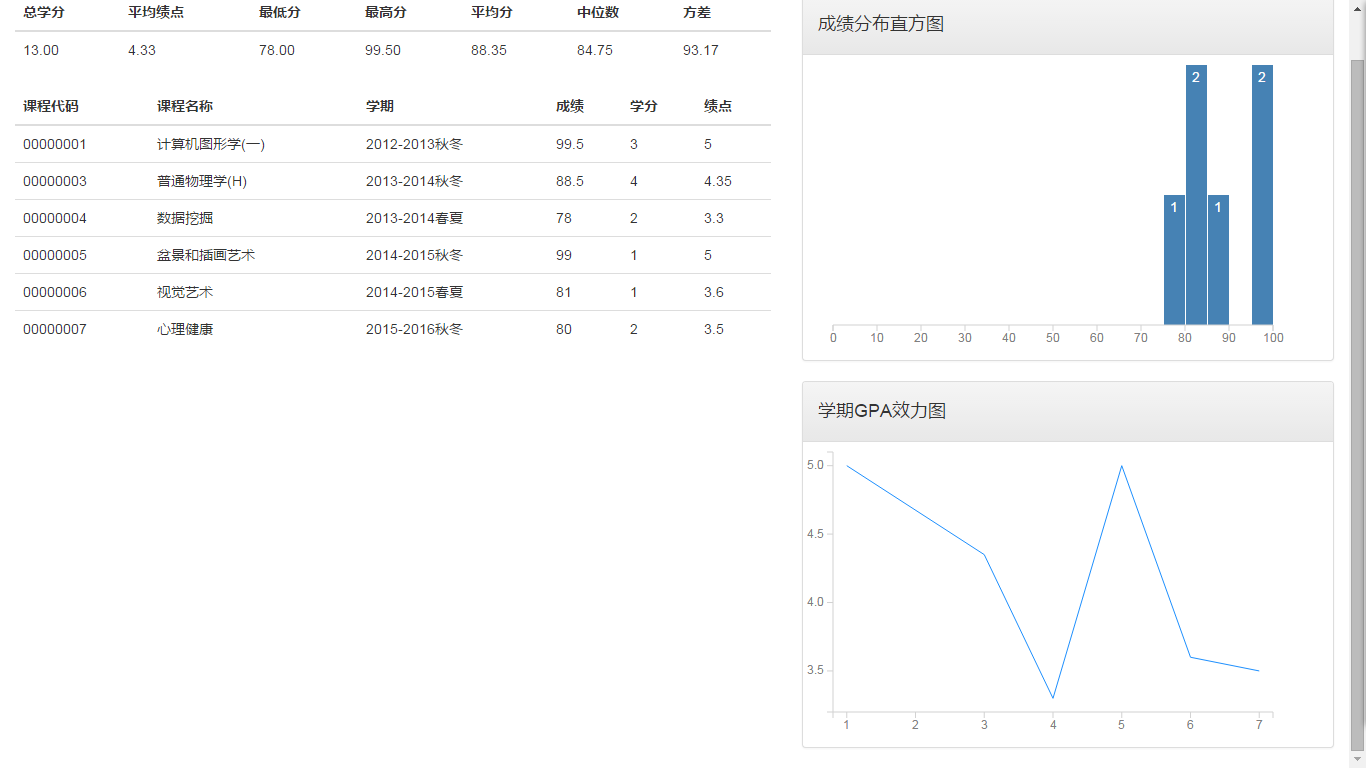 总学分 平均绩点 最低分 最高分 平均分 中位数 方差
13.00 4.33 78.00 99.50 88.35 84.75 93.17
课程代码 课程名称 学期 成绩 学分 绩点
00000001 计算机图形学(一) 2012-2013秋冬 99.5 3 5
00000003 普通物理学(H) 2013-2014秋冬 88.5 4 4.35
00000004 数据挖掘 2013-2014春夏 78 2 3.3
00000005 盆景和插画艺术 2014-2015秋冬 99 1 5
00000006 视觉艺术 2014-2015春夏 81 1 3.6
00000007 心理健康 2015-2016秋冬 80 2 3.5
成绩分布直方图
2 2
1 1
0 10 20 30 40 50 60 70 80 90 100
学期GPA效力图
5.0
4.5
4.0
3.5
1 2 3 4 5 6 7